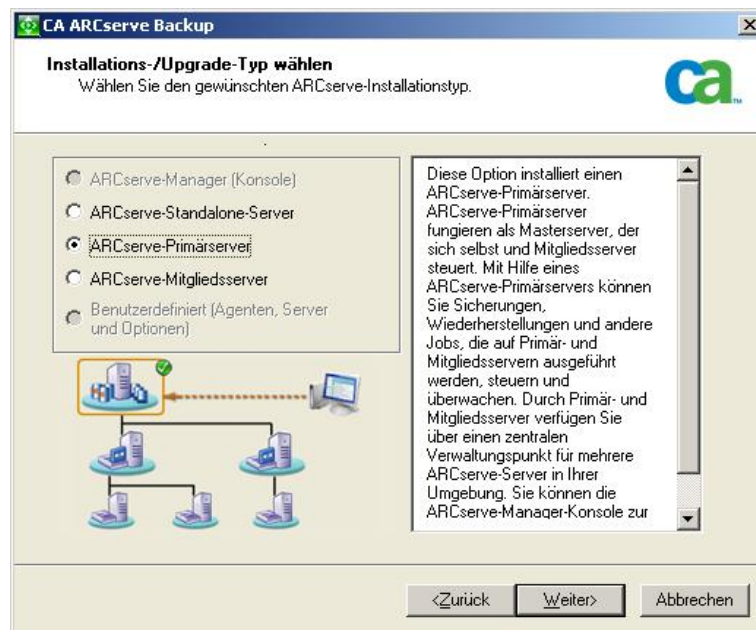 CA ARCserve Backup
Installations-/Upgrade-Typ wählen
Wählen Sie den gewünschten ARCserve-Installationstyp.
ca
ARCserve-Manager (Konsole)
ARCserve-Standalone-Server
ARCserve-Primärserver
ARCserve-Mitgliedsserver
Benutzerdefiniert (Agenten, Server
und Optionen)
Diese Option installiert einen
ARCserve-Primärserver.
ARCserve-Primärserver
fungieren als Masterserver, der
sich selbst und Mitgliedsserver
steuert. Mit Hilfe eines
ARCserve-Primärservers können
Sie Sicherungen,
Wiederherstellungen und andere
Jobs, die auf Primär- und
Mitgliedsservern ausgeführt
werden, steuern und
überwachen. Durch Primär- und
Mitgliedsserver verfügen Sie
über einen zentralen
Verwaltungspunkt für mehrere
ARCserve-Server in Ihrer
Umgebung. Sie können die
ARCserve-Manager-Konsole zur
<Zurück
Weiter>
Abbrechen